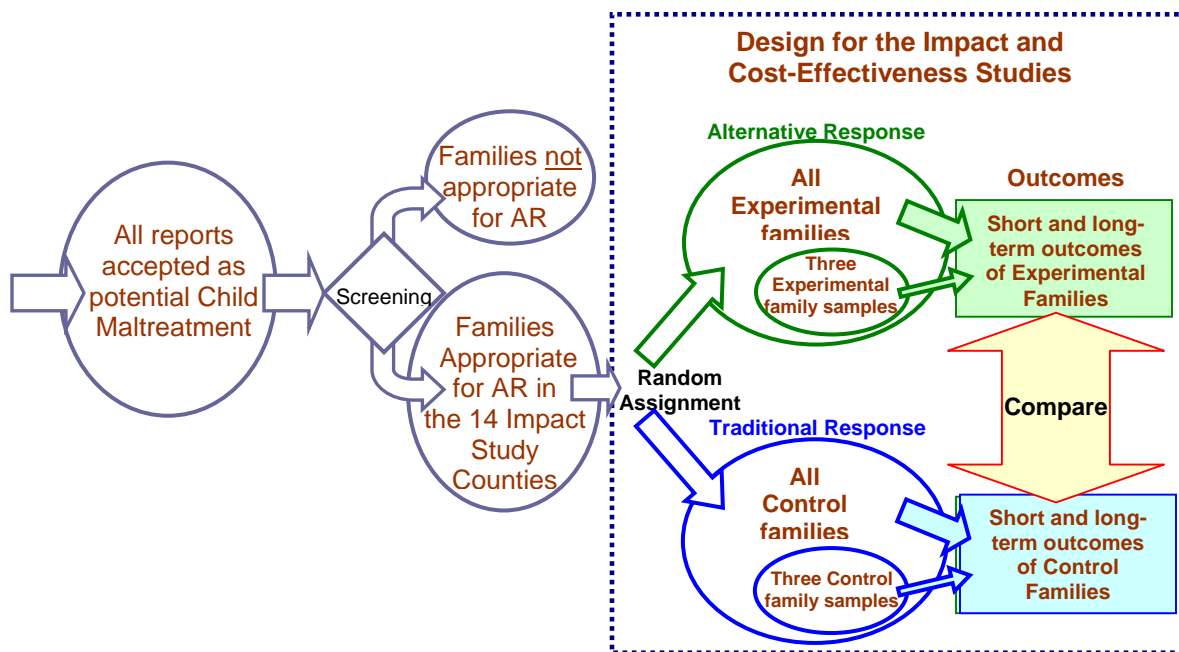 Design for the Impact and
Cost-Effectiveness Studies
All reports
accepted as
potential Child
Maltreatment
Screening
Families not
appropriate
for AR
Families
Appropriate
for AR in
the 14 Impact
Study
Counties
Random
Assignment
Alternative Response
All
Experimental
families
Three
Experimental
family samples
Outcomes
Short and long-
term outcomes
of Experimental
Families
Compare
Traditional Response
All
Control
families
Three Control
family samples
Short and long-
term outcomes
of Control
Families